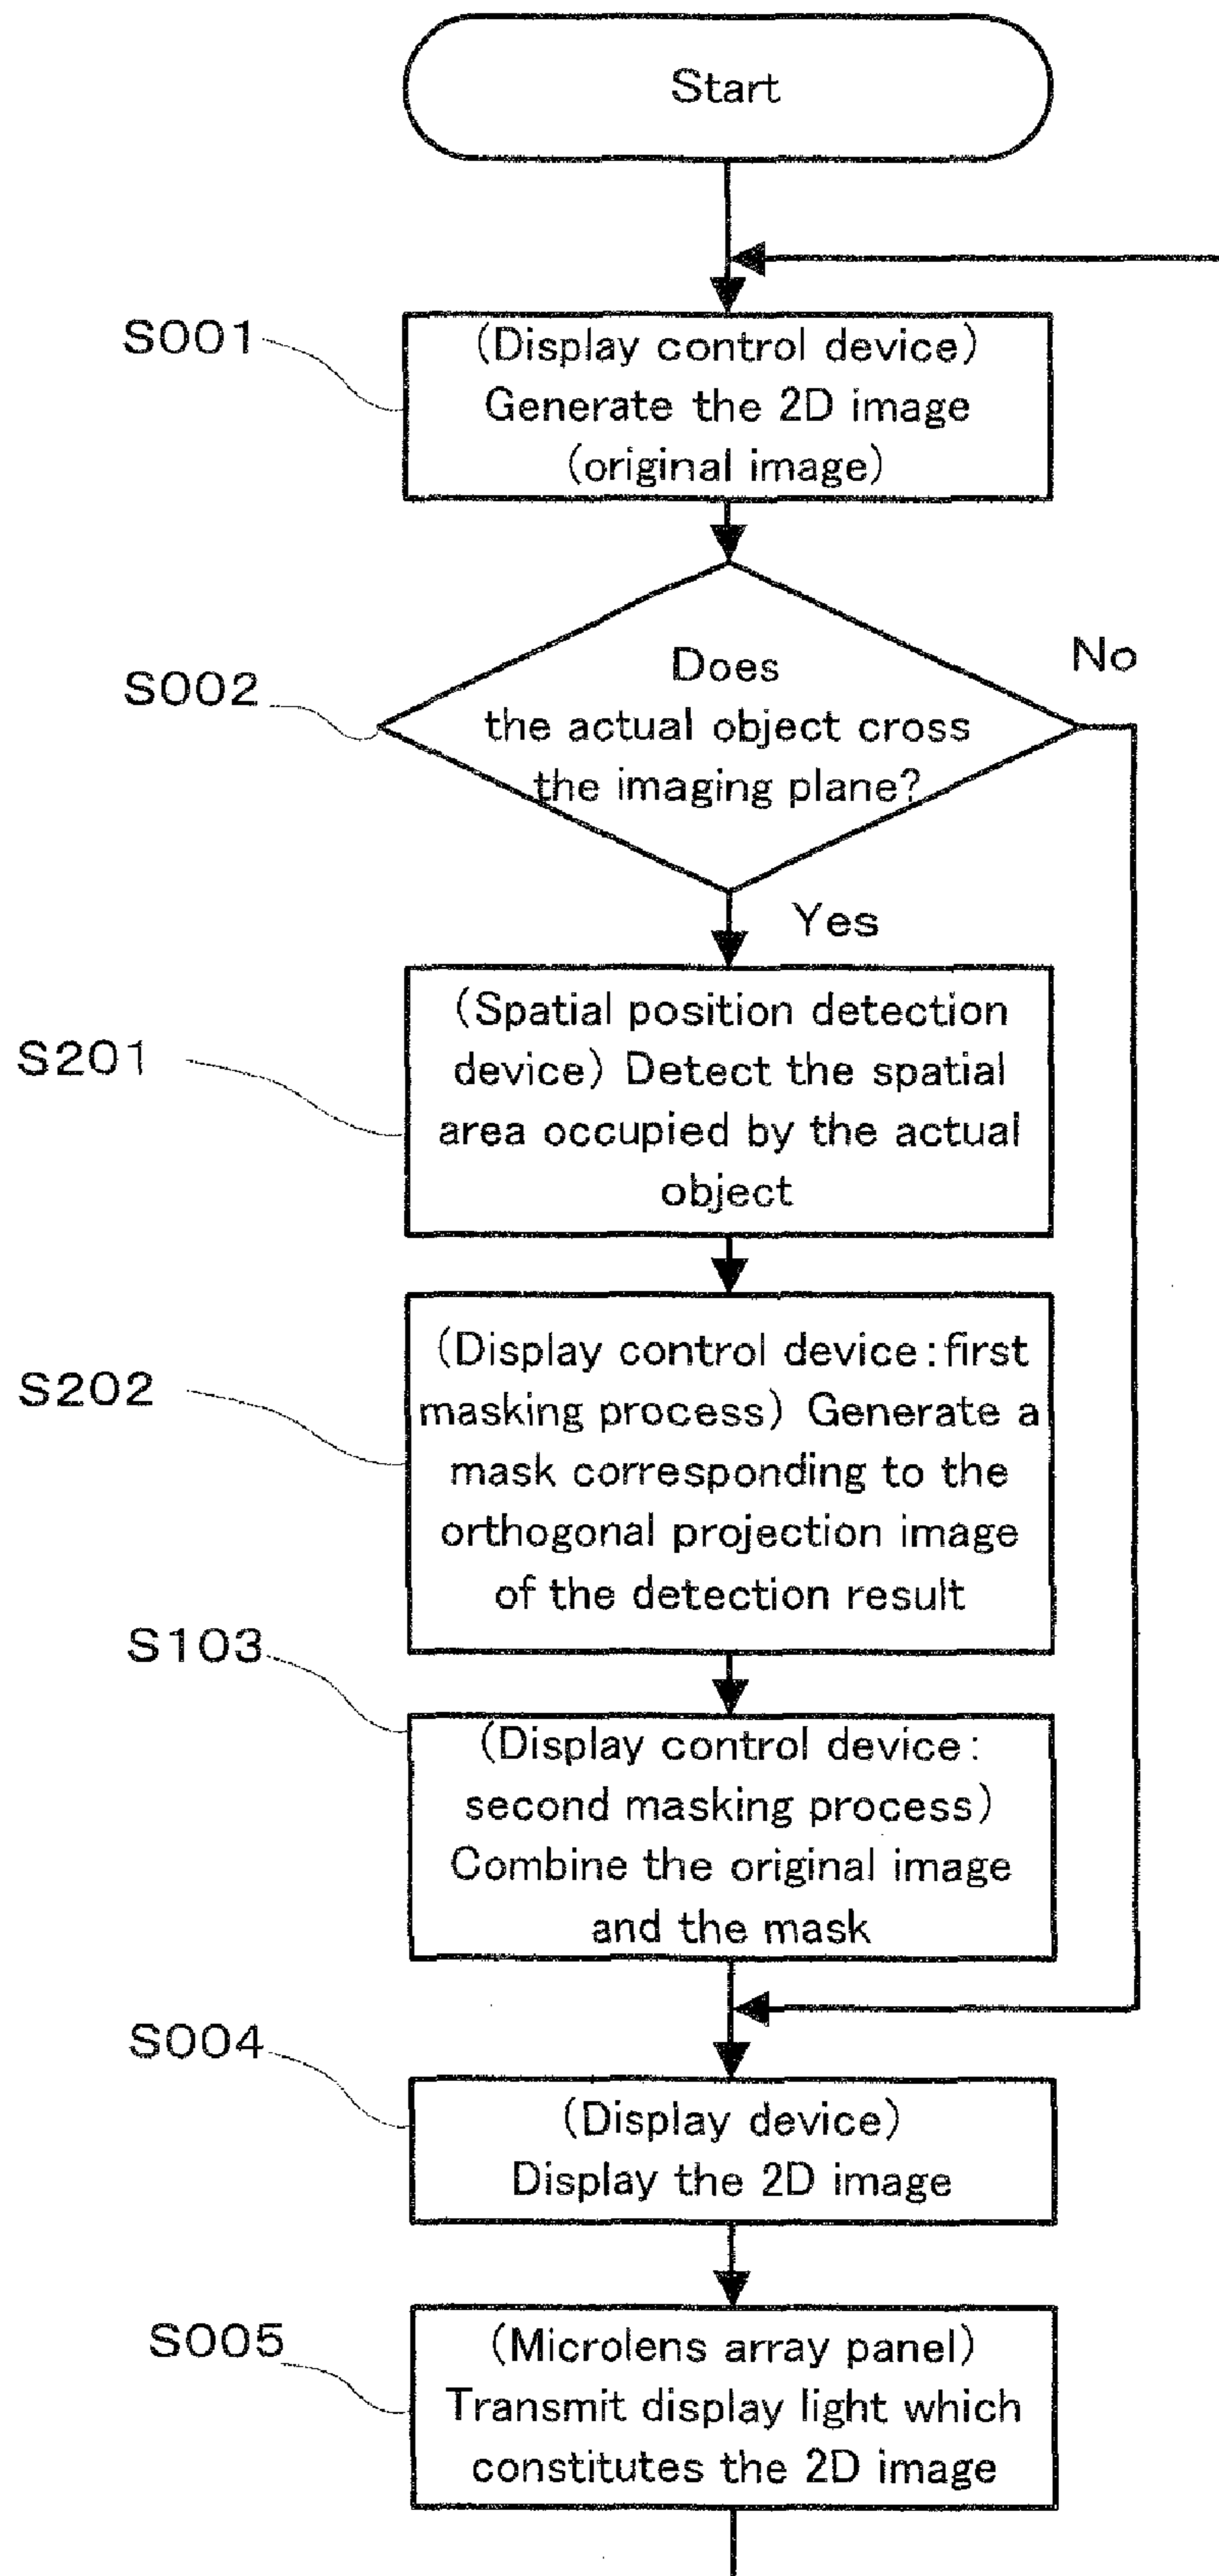 Start
S001
(Display control device)
Generate the 2D image
(original image)
S002
Does
the actual object cross
the imaging plane?
No
Yes
S201
(Spatial position detection
device) Detect the spatial
area occupied by the actual
object
S202
(Display control device:first
masking process) Generate a
mask corresponding to the
orthogonal projection image
of the detection result
S103
(Display control device:
second masking process)
Combine the original image
and the mask
S004
(Display device)
Display the 2D image
S005
(Microlens array panel)
Transmit display light which
constitutes the 2D image